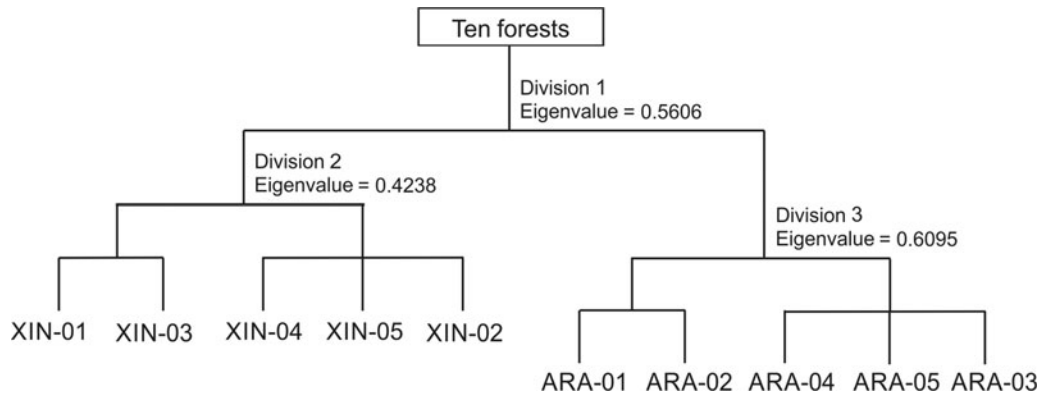 Ten forests
Division 1
Eigenvalue = 0.5606
Division 2
Eigenvalue = 0.4238
Division 3
Eigenvalue = 0.6095
XIN-01 XIN-03 XIN-04 XIN-05 XIN-02
ARA-01 ARA-02 ARA-04 ARA-05 ARA-03